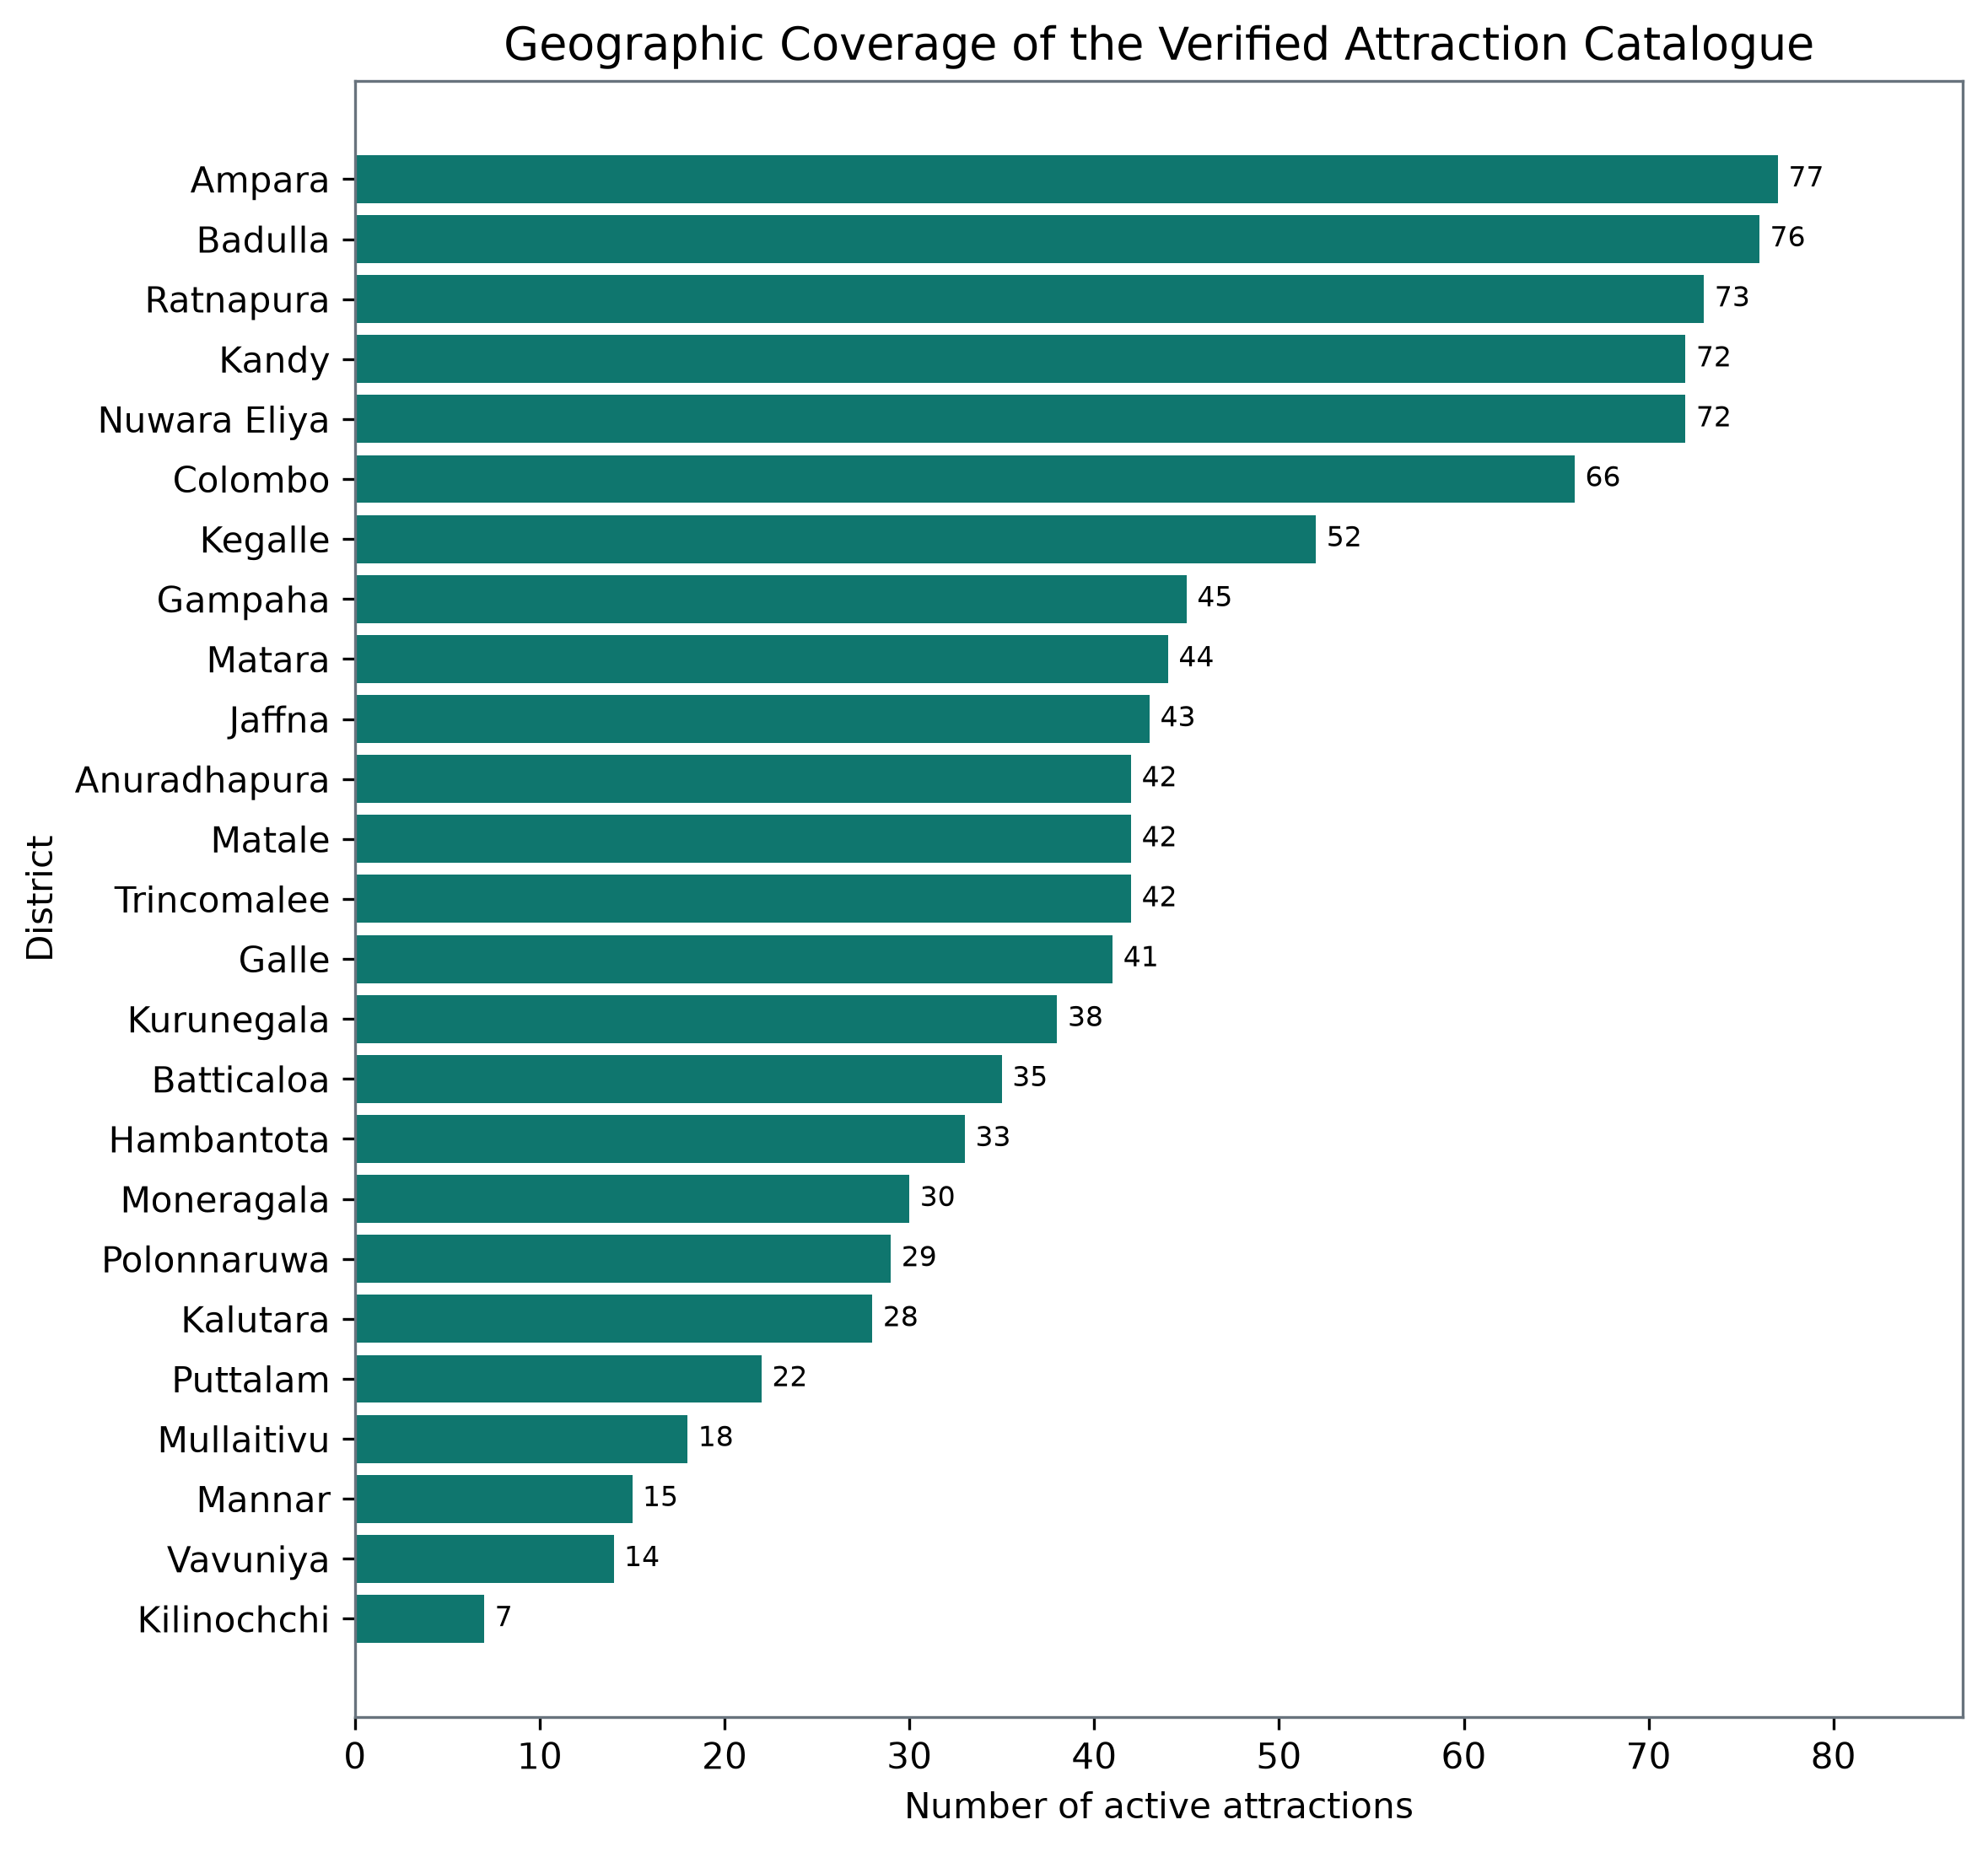 Geographic Coverage of the Verified Attraction Catalogue
District
Ampara 77
Badulla 76
Ratnapura 73
Kandy 72
Nuwara Eliya 72
Colombo 66
Kegalle 52
Gampaha 45
Matara 44
Jaffna 43
Anuradhapura 42
Matale 42
Trincomalee 42
Galle 41
Kurunegala 38
Batticaloa 35
Hambantota 33
Moneragala 30
Polonnaruwa 29
Kalutara 28
Puttalam 22
Mullaitivu 18
Mannar 15
Vavuniya 14
Kilinochchi 7
0 10 20 30 40 50 60 70 80
Number of active attractions